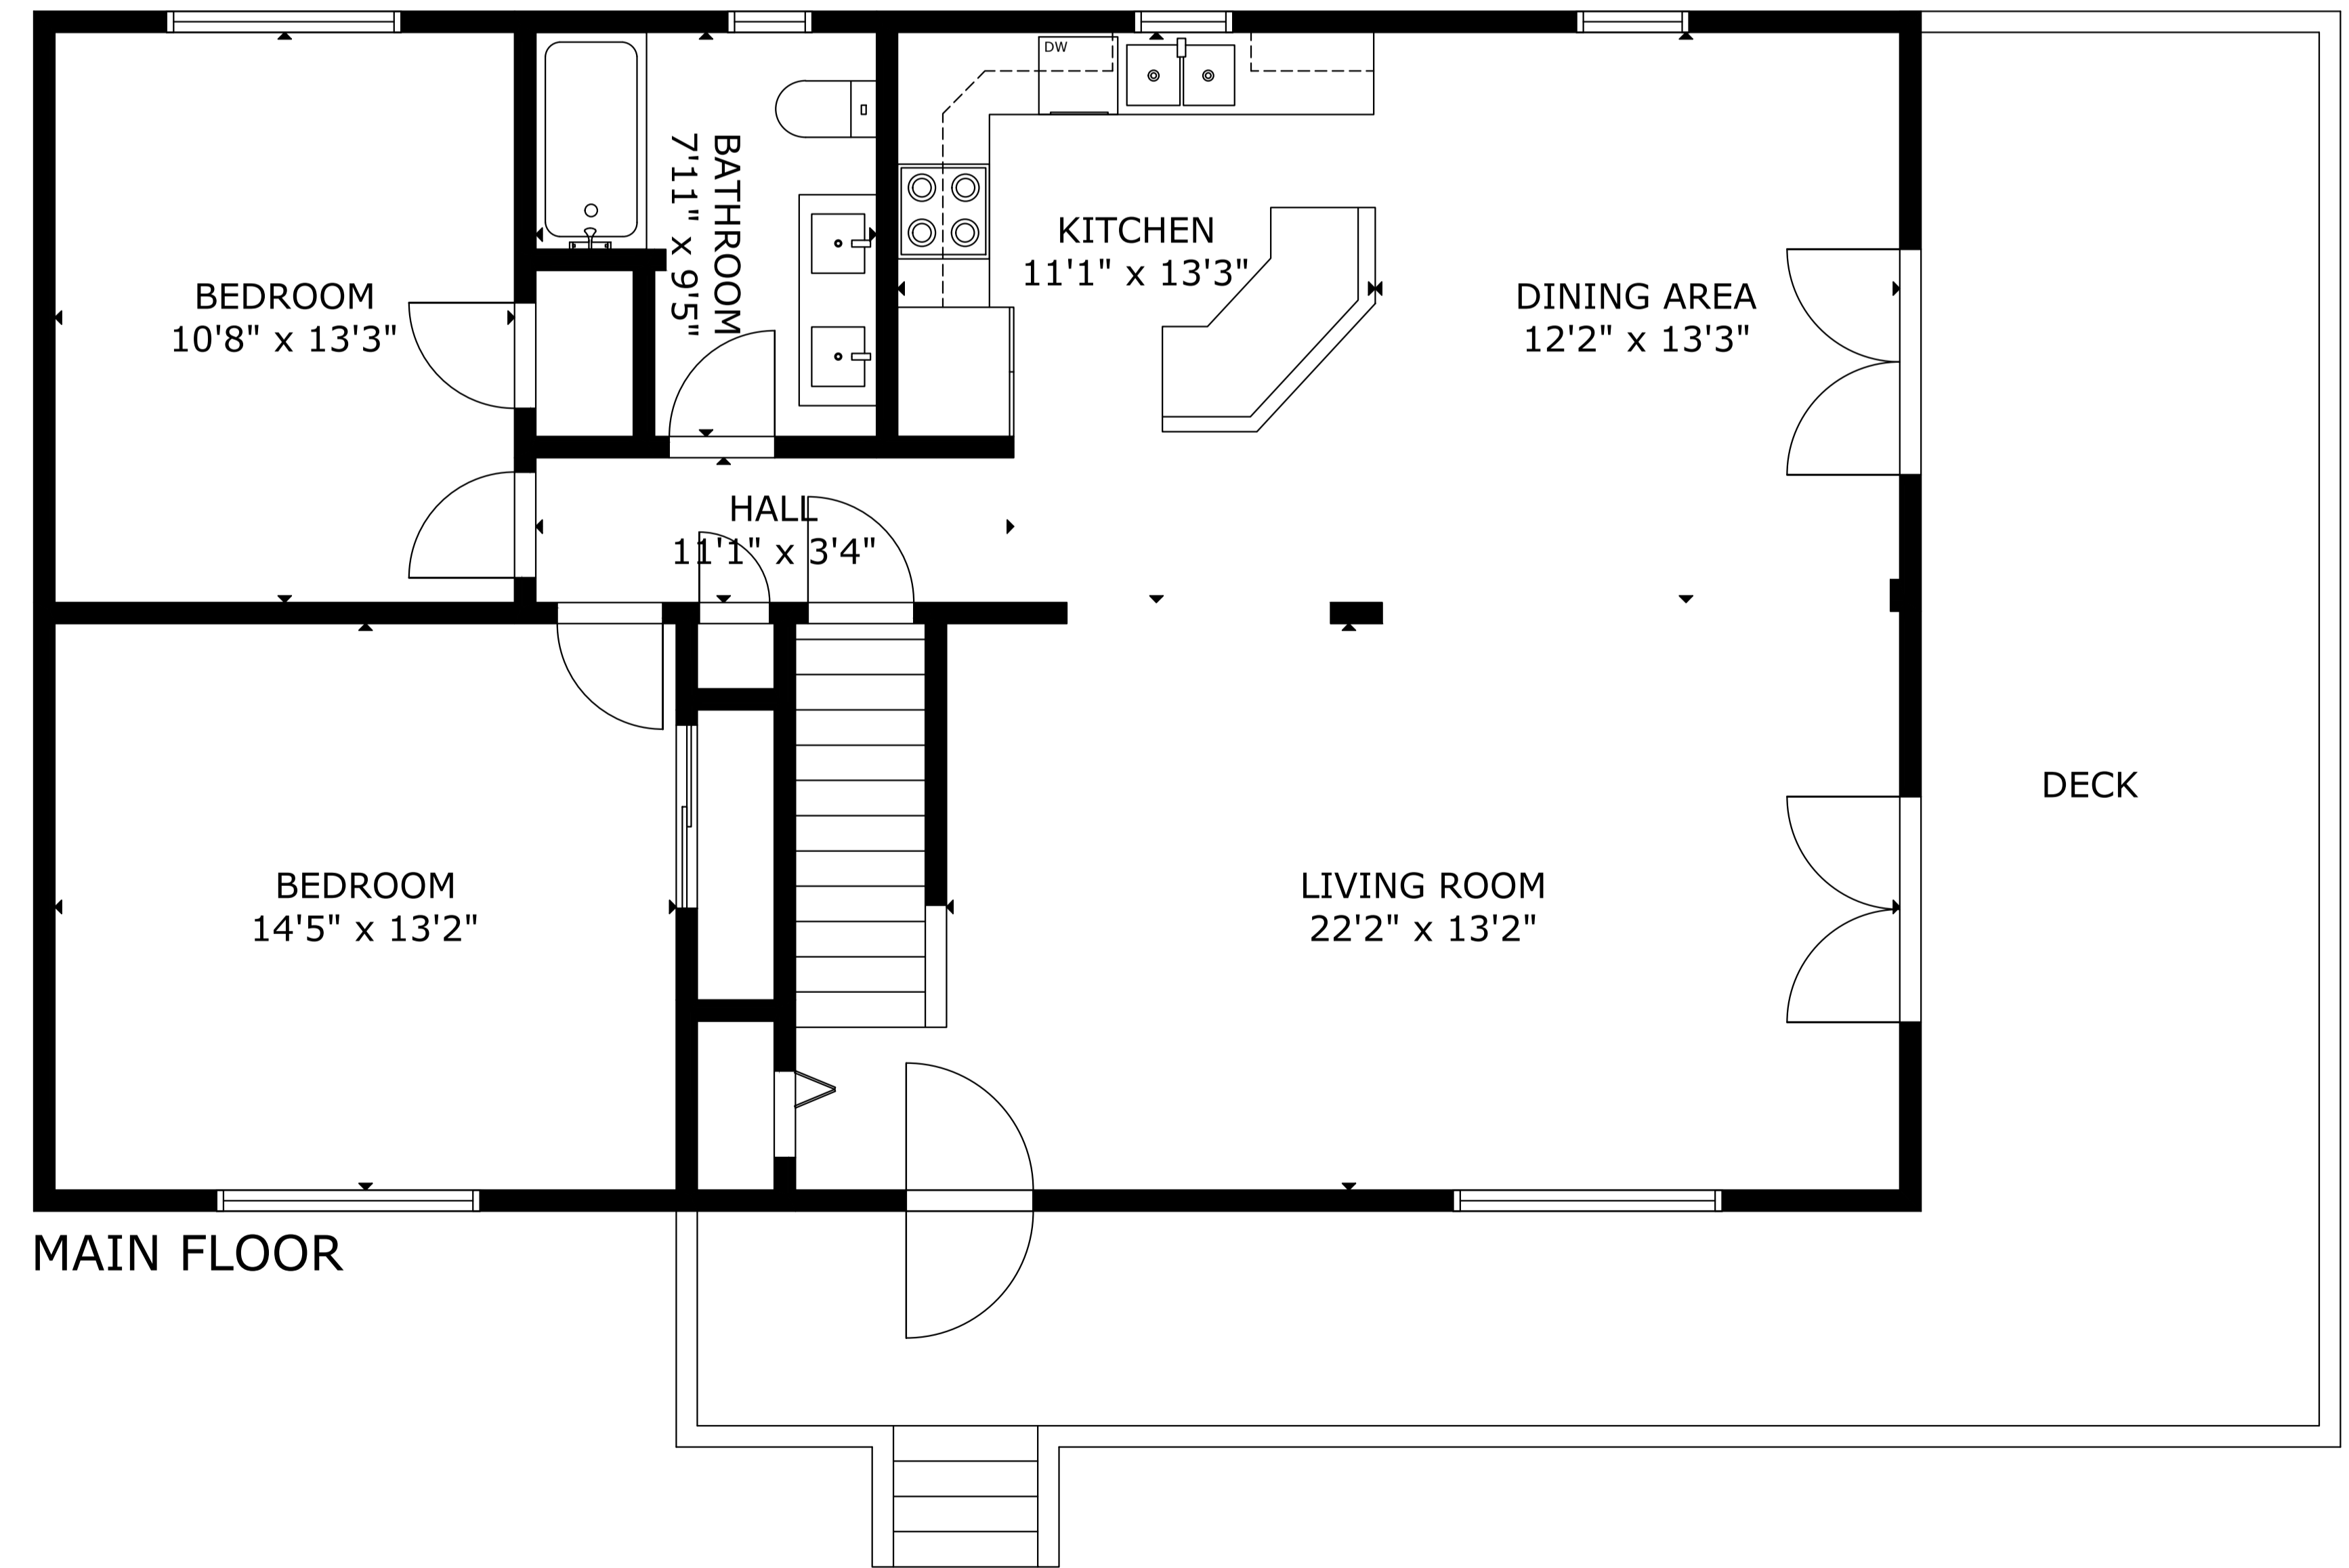 DW
BATHROOM
7'11" x 9'5"
KITCHEN
11'1" x 13'3"
BEDROOM
10'8" x 13'3"
DINING AREA
12'2" x 13'3"
HALL
11'1" x 3'4"
DECK
BEDROOM
14'5" x 13'2"
LIVING ROOM
22'2" x 13'2"
MAIN FLOOR